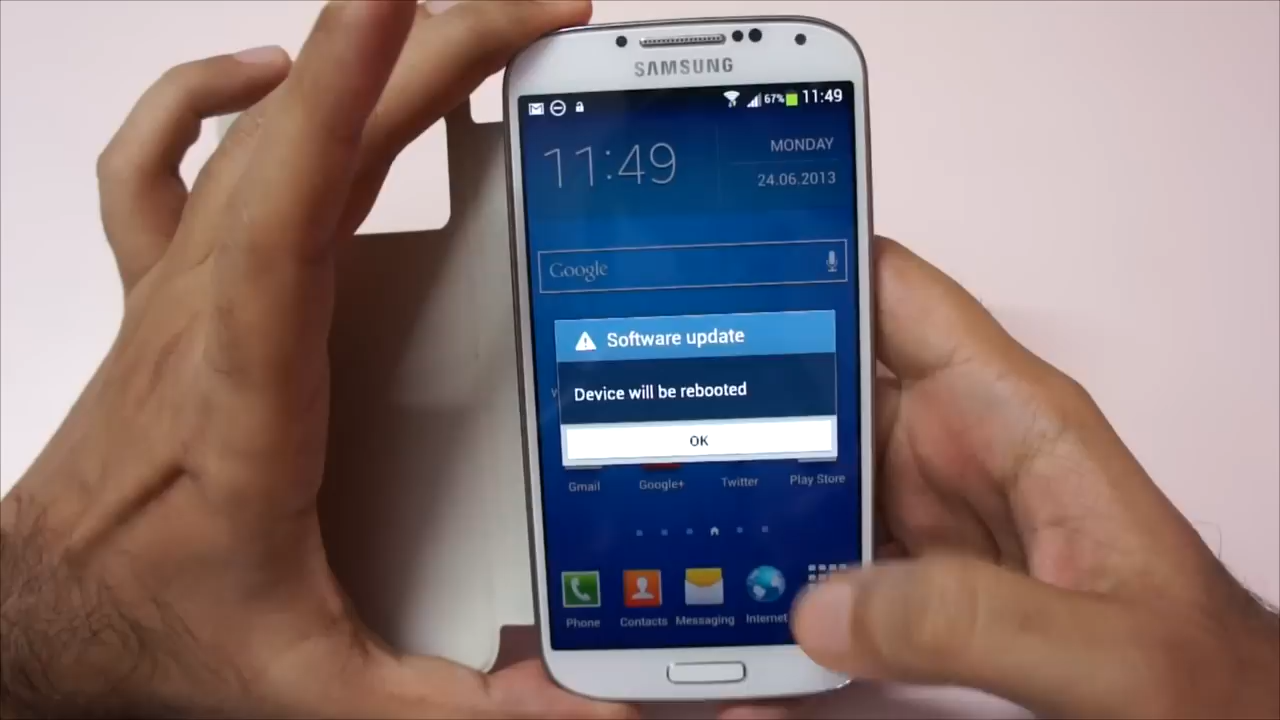 SAMSUNG
67% 11:49
11:49
MONDAY
24.06.2013
Google
Software update
Device will be rebooted
OK
Gmail Google+ Twitter Play Store
Phone Contacts Messaging Internet